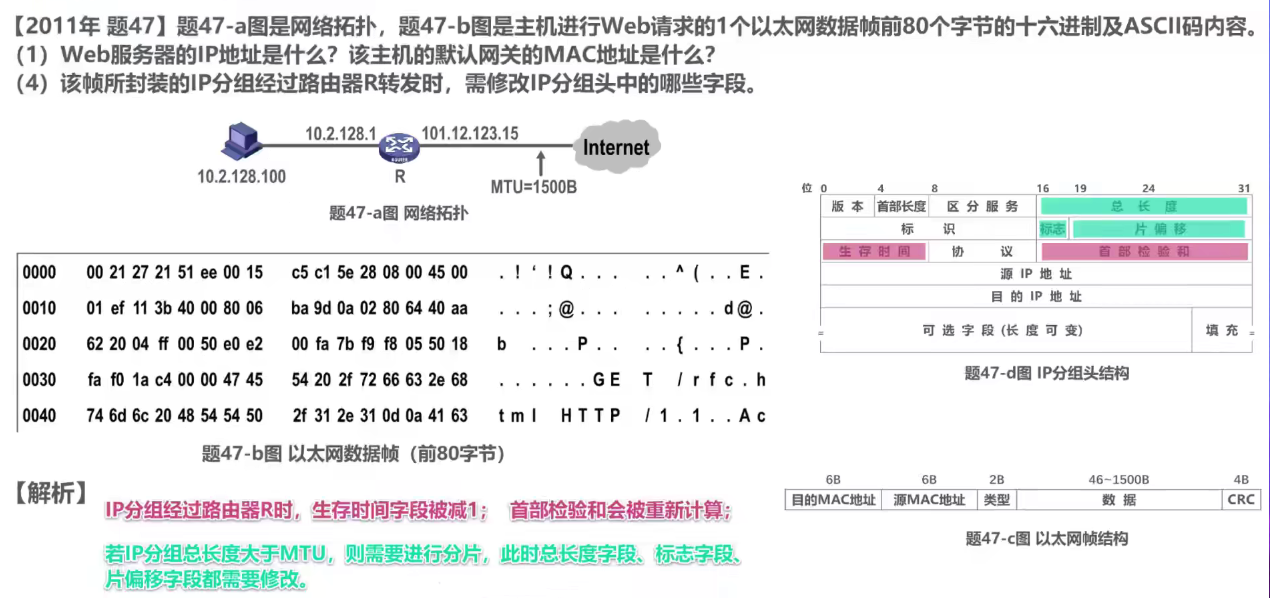 【2011年 题47】题47-a图是网络拓扑，题47-b图是主机进行Web请求的1个以太网数据帧前80个字节的十六进制及ASCII码内容。
（1）Web服务器的IP地址是什么？该主机的默认网关的MAC地址是什么？
（4）该帧所封装的IP分组经过路由器R转发时，需修改IP分组头中的哪些字段。
10.2.128.1 101.12.123.15
Internet
10.2.128.100 R MTU=1500B
题47-a图 网络拓扑
0000 00 21 27 21 51 ee 00 15 c5 c1 5e 28 08 00 45 00 . ! ‘ ! Q . . . . . ^ ( . . E .
0010 01 ef 11 3b 40 00 80 06 ba 9d 0a 02 80 64 40 aa . . . ; @ . . . . . . . . d @ .
0020 62 20 04 ff 00 50 e0 e2 00 fa 7b f9 f8 05 50 18 b . . . P . . . . { . . . P .
0030 fa f0 1a c4 00 00 47 45 54 20 2f 72 66 63 2e 68 . . . . . . G E T / r f c . h
0040 74 6d 6c 20 48 54 54 50 2f 31 2e 31 0d 0a 41 63 t m l H T T P / 1 . 1 . . A c
题47-b图 以太网数据帧（前80字节）
位 0 4 8 16 19 24 31
版 本 首部长度 区 分 服 务 总 长 度
标 识 标志 片 偏 移
生 存 时 间 协 议 首 部 检 验 和
源 IP 地 址
目 的 IP 地 址
可 选 字 段 (长 度 可 变) 填 充
题47-d图 IP分组头结构
6B 6B 2B 46~1500B 4B
目的MAC地址 源MAC地址 类型 数 据 CRC
题47-c图 以太网帧结构
【解析】
IP分组经过路由器R时，生存时间字段被减1； 首部检验和会被重新计算；
若IP分组总长度大于MTU，则需要进行分片，此时总长度字段、标志字段、
片偏移字段都需要修改。